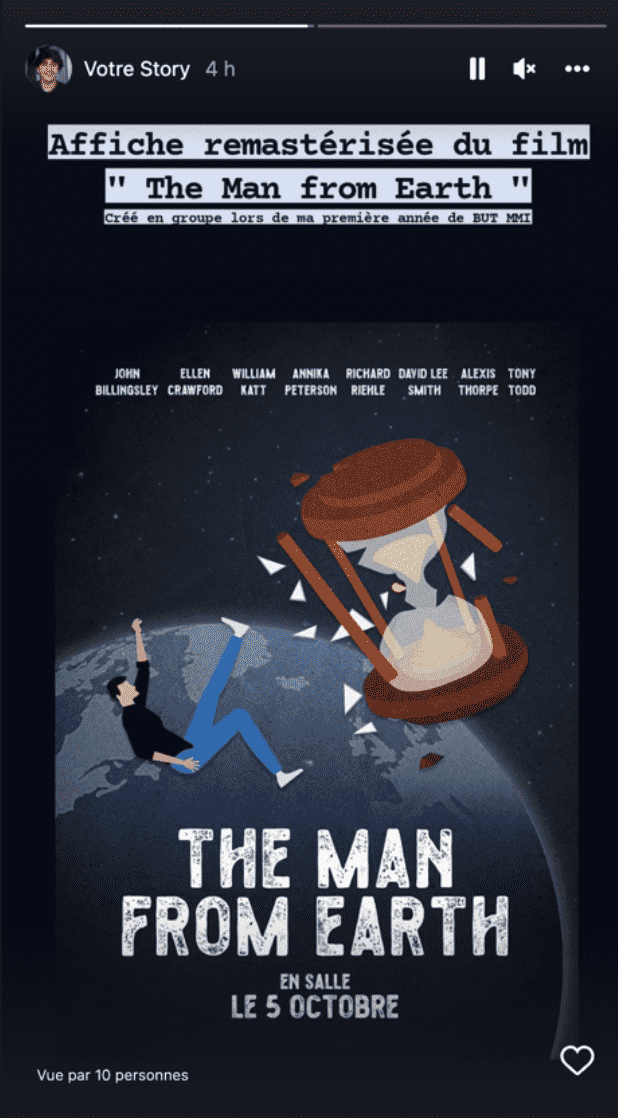 Votre Story 4 h
Affiche remastérisée du film
" The Man from Earth "
Créé en groupe lors de ma première année de BUT MMI
JOHN ELLEN WILLIAM ANNIKA RICHARD DAVID LEE ALEXIS TONY
BILLINGSLEY CRAWFORD KATT PETERSON RIEHLE SMITH THORPE TODD
THE MAN
FROM EARTH
EN SALLE
LE 5 OCTOBRE
Vue par 10 personnes